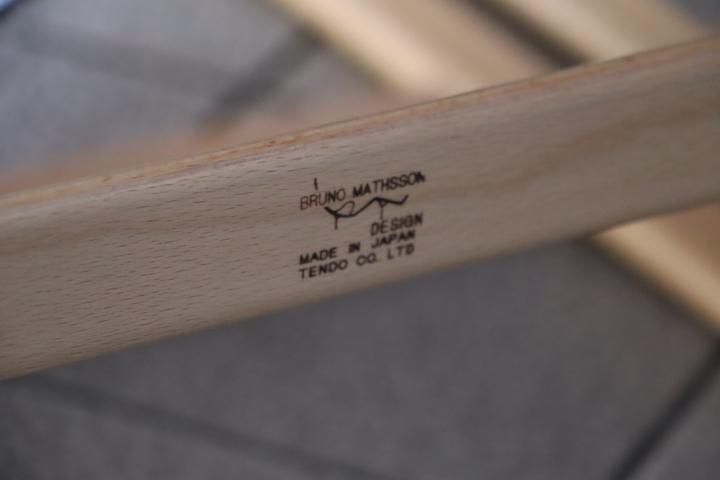 BRUNO MATHSSON
DESIGN
MADE IN JAPAN
TENDO CO. LTD